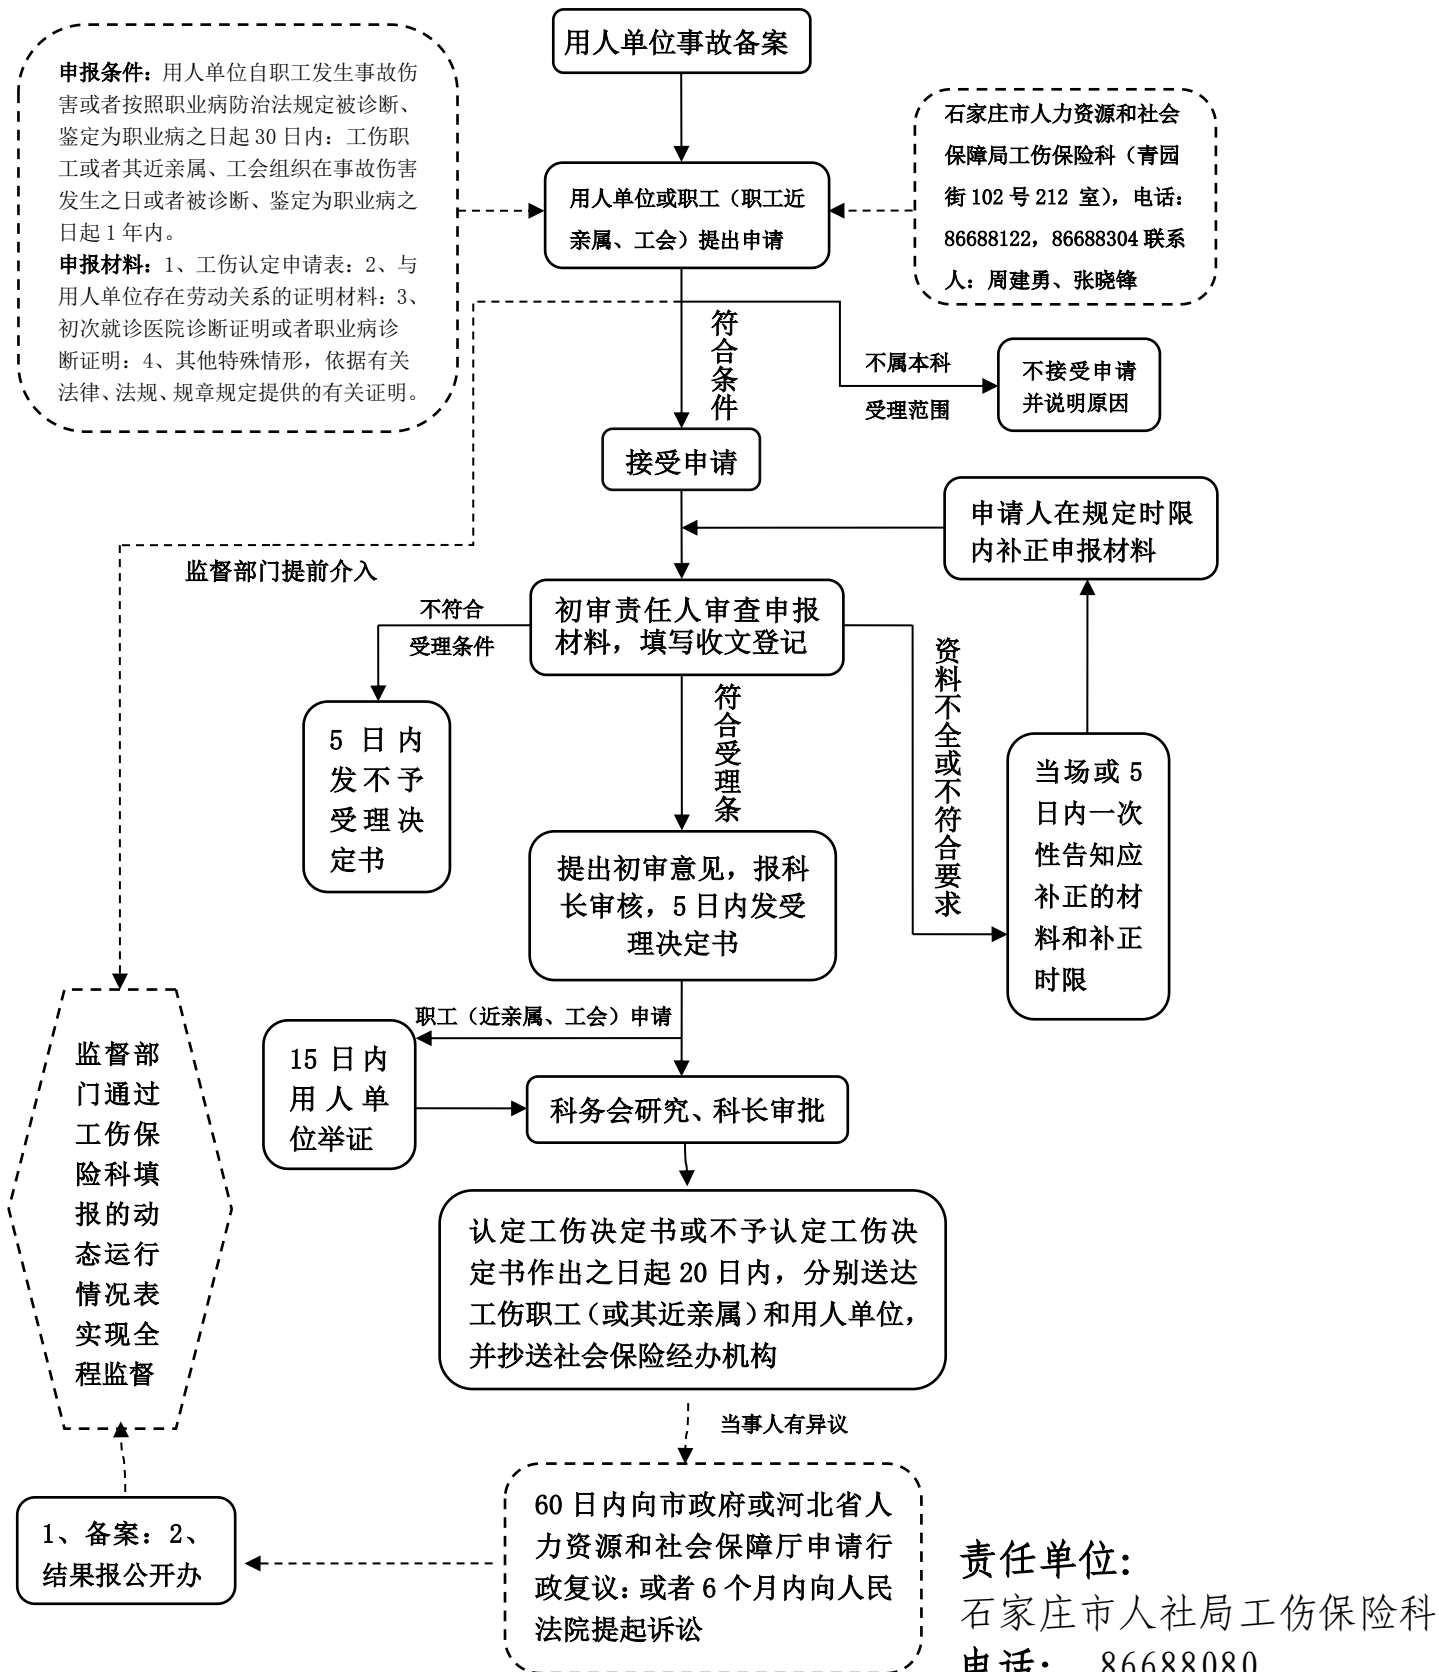 用人单位事故备案
申报条件：用人单位自职工发生事故伤
害或者按照职业病防治法规定被诊断、
鉴定为职业病之日起 30 日内：工伤职
工或者其近亲属、工会组织在事故伤害
发生之日或者被诊断、鉴定为职业病之
日起 1 年内。
申报材料：1、工伤认定申请表：2、与
用人单位存在劳动关系的证明材料：3、
初次就诊医院诊断证明或者职业病诊
断证明：4、其他特殊情形，依据有关
法律、法规、规章规定提供的有关证明。
石家庄市人力资源和社会
保障局工伤保险科（青园
街 102 号 212 室），电话：
86688122，86688304 联系
人：周建勇、张晓锋
用人单位或职工（职工近
亲属、工会）提出申请
符合条件
不属本科
受理范围
不接受申请
并说明原因
接受申请
申请人在规定时限
内补正申报材料
监督部门提前介入
初审责任人审查申报
材料，填写收文登记
不符合
受理条件
资料不全或不符合要求
符合受理条
5 日内
发不予
受理决
定书
当场或 5
日内一次
性告知应
补正的材
料和补正
时限
提出初审意见，报科
长审核，5 日内发受
理决定书
职工（近亲属、工会）申请
15 日内
用人单
位举证
科务会研究、科长审批
监督部
门通过
工伤保
险科填
报的动
态运行
情况表
实现全
程监督
认定工伤决定书或不予认定工伤决
定书作出之日起 20 日内，分别送达
工伤职工（或其近亲属）和用人单位，
并抄送社会保险经办机构
当事人有异议
60 日内向市政府或河北省人
力资源和社会保障厅申请行
政复议：或者 6 个月内向人民
法院提起诉讼
1、备案：2、
结果报公开办
责任单位：
石家庄市人社局工伤保险科
电话： 86688080